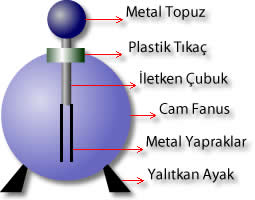 Metal Topuz
Plastik Tıkaç
İletken Çubuk
Cam Fanus
Metal Yapraklar
Yalıtkan Ayak